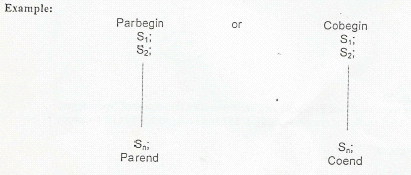 Example:
Parbegin or Cobegin
S₁; S₁;
S₂; S₂;
Sₙ; Sₙ;
Parend Coend